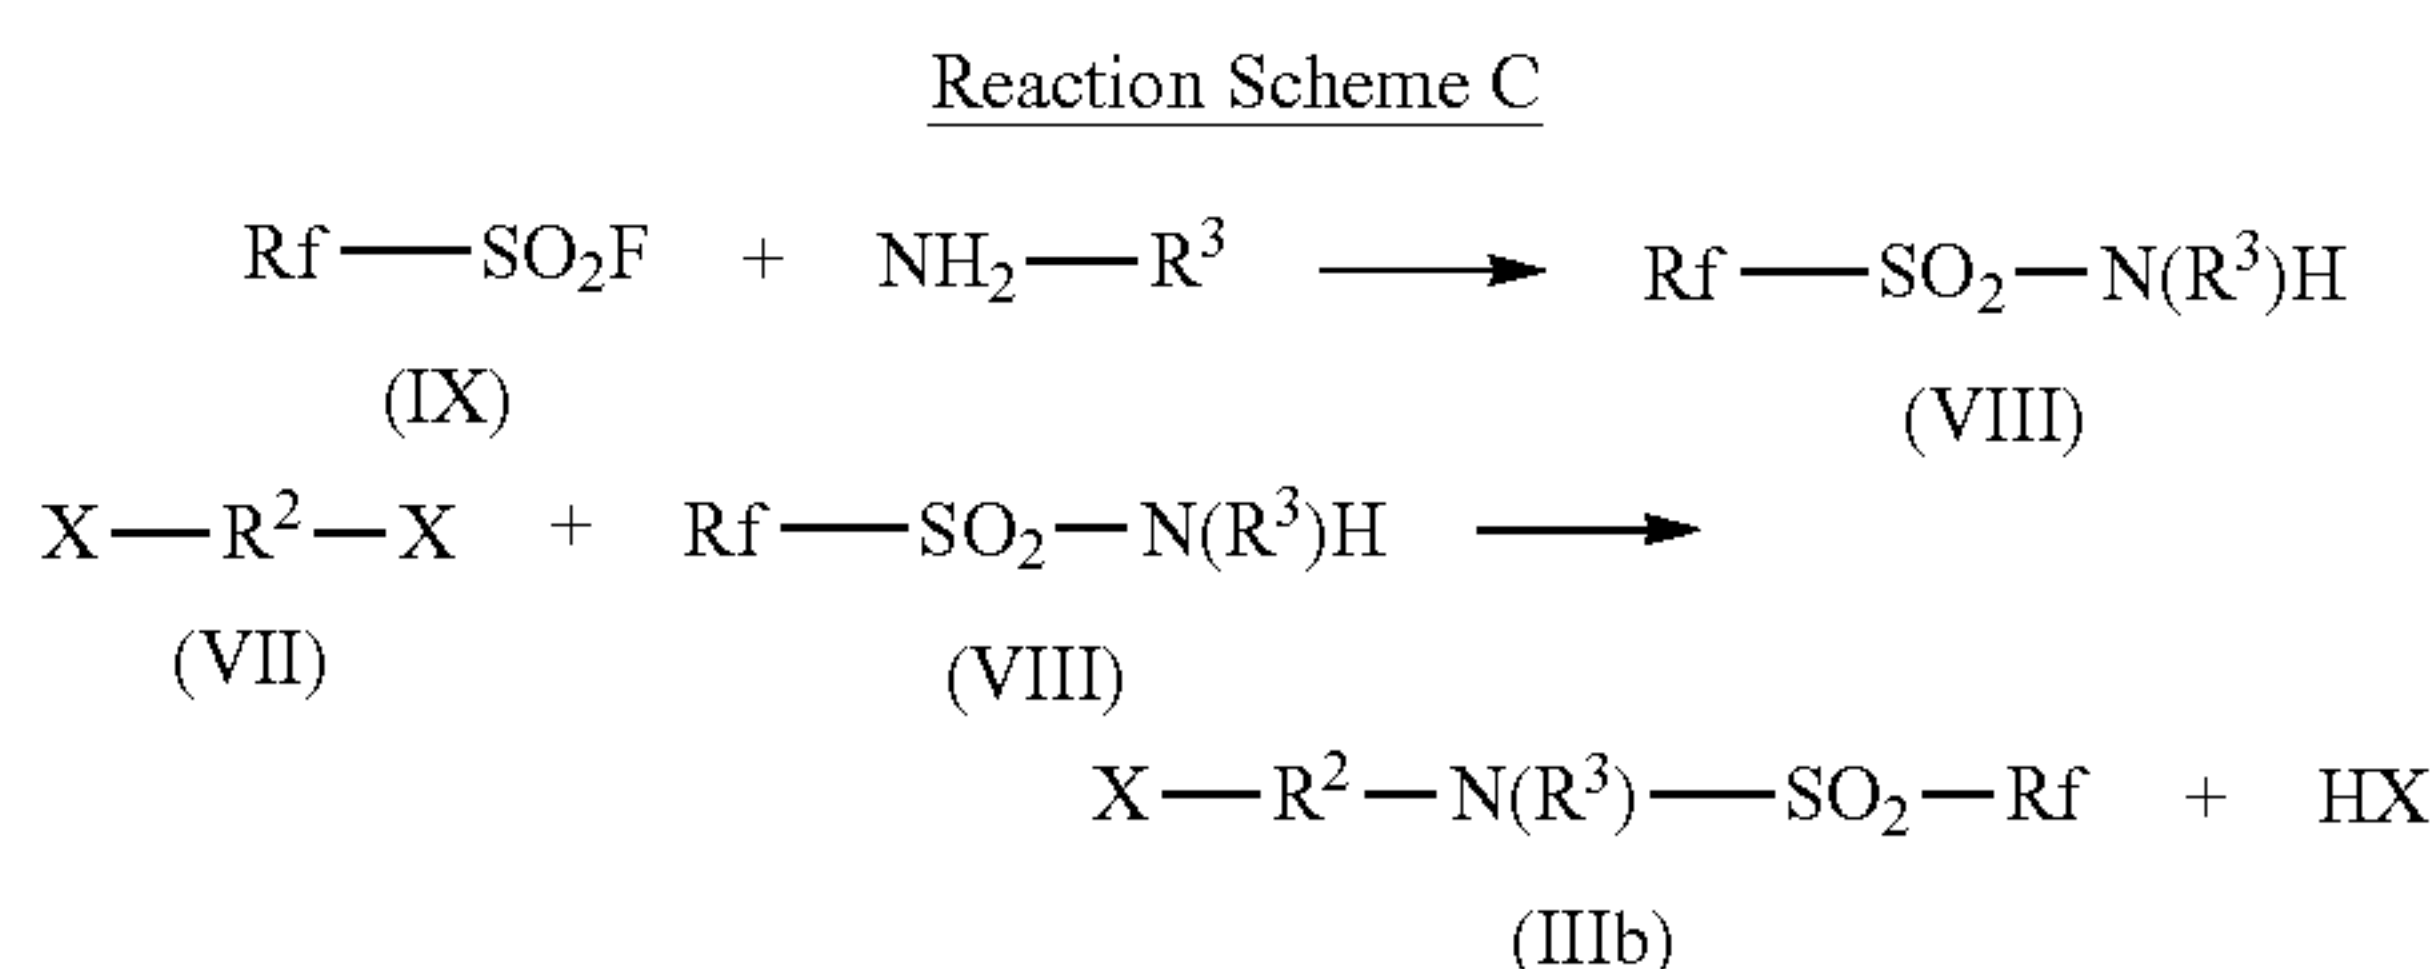 Reaction Scheme C
Rf—SO₂F + NH₂—R³ ⟶ Rf—SO₂—N(R³)H
(IX) (VIII)
X—R²—X + Rf—SO₂—N(R³)H ⟶
(VII) (VIII)
X—R²—N(R³)—SO₂—Rf + HX
(IIIb)